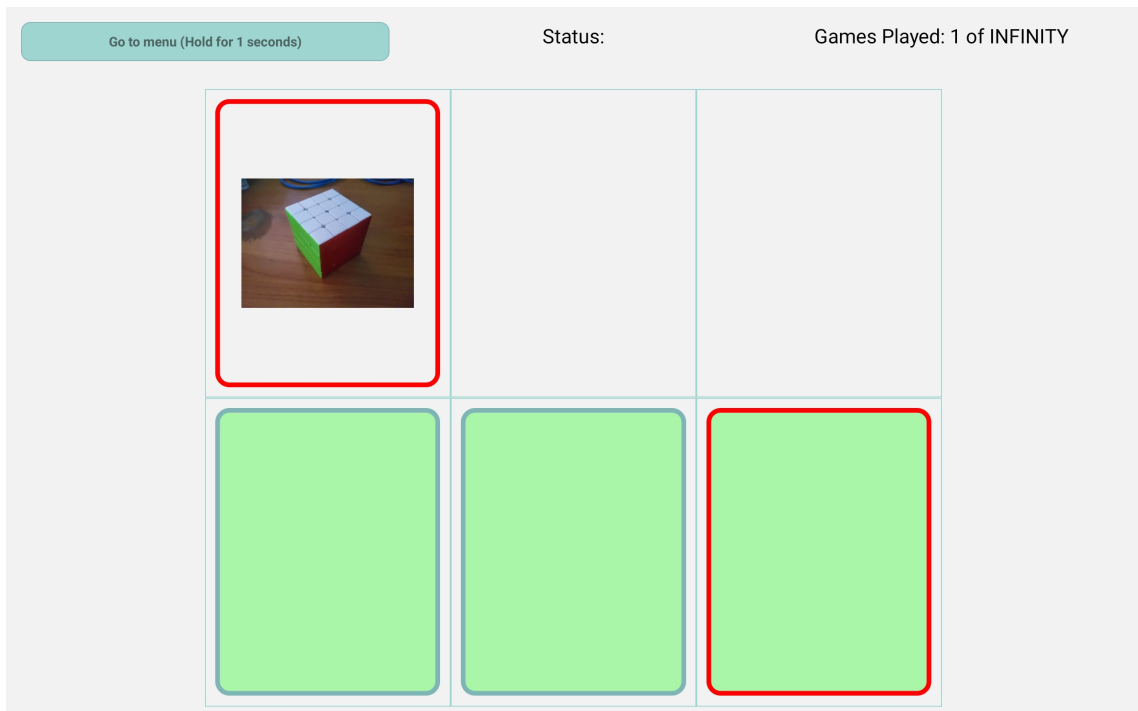 Go to menu (Hold for 1 seconds)
Status:
Games Played: 1 of INFINITY